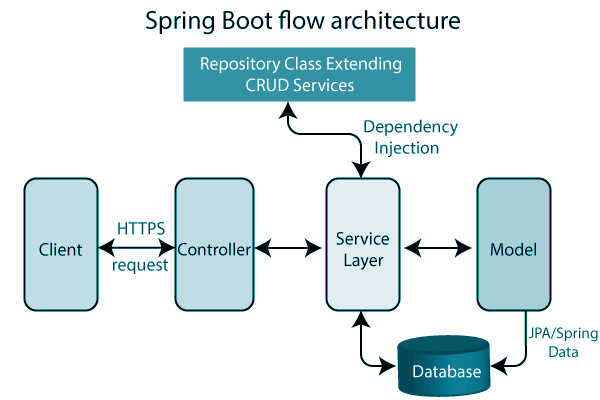 Spring Boot flow architecture
Repository Class Extending
CRUD Services
Dependency
Injection
HTTPS
request
Client
Controller
Service
Layer
Model
JPA/Spring
Data
Database